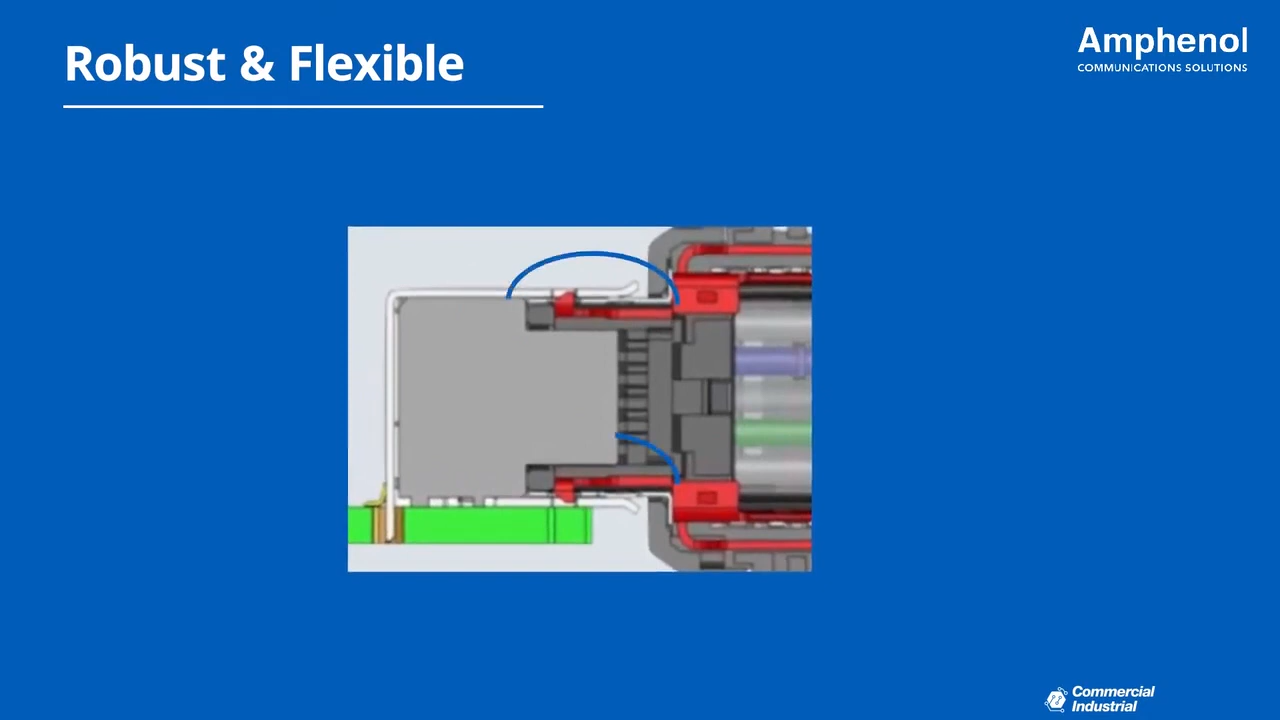 Robust & Flexible
Amphenol
COMMUNICATIONS SOLUTIONS
Commercial
Industrial